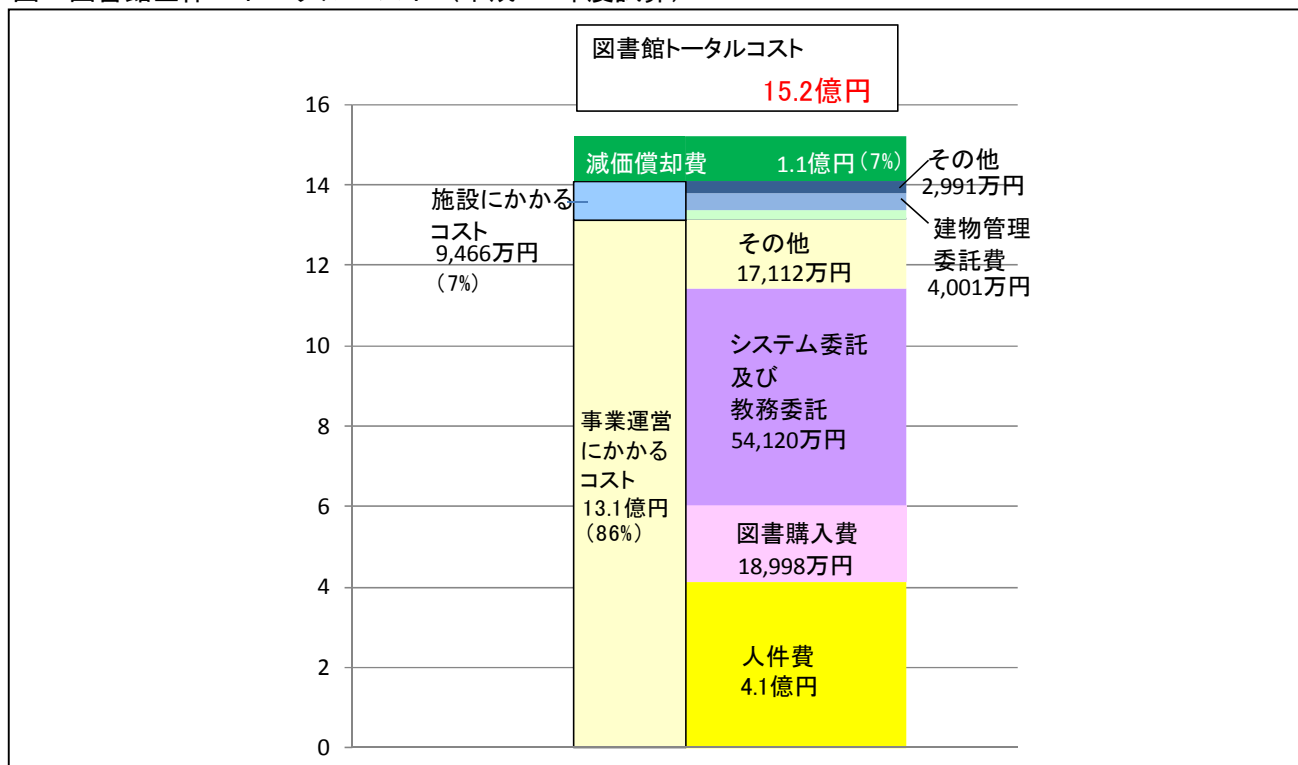 図書館トータルコスト
15.2億円
16
14
12
10
8
6
4
2
0
減価償却費 1.1億円(7%)
施設にかかる
コスト
9,466万円
(7%)
その他
2,991万円
建物管理
委託費
4,001万円
その他
17,112万円
システム委託
及び
教務委託
54,120万円
事業運営
にかかる
コスト
13.1億円
(86%)
図書購入費
18,998万円
人件費
4.1億円